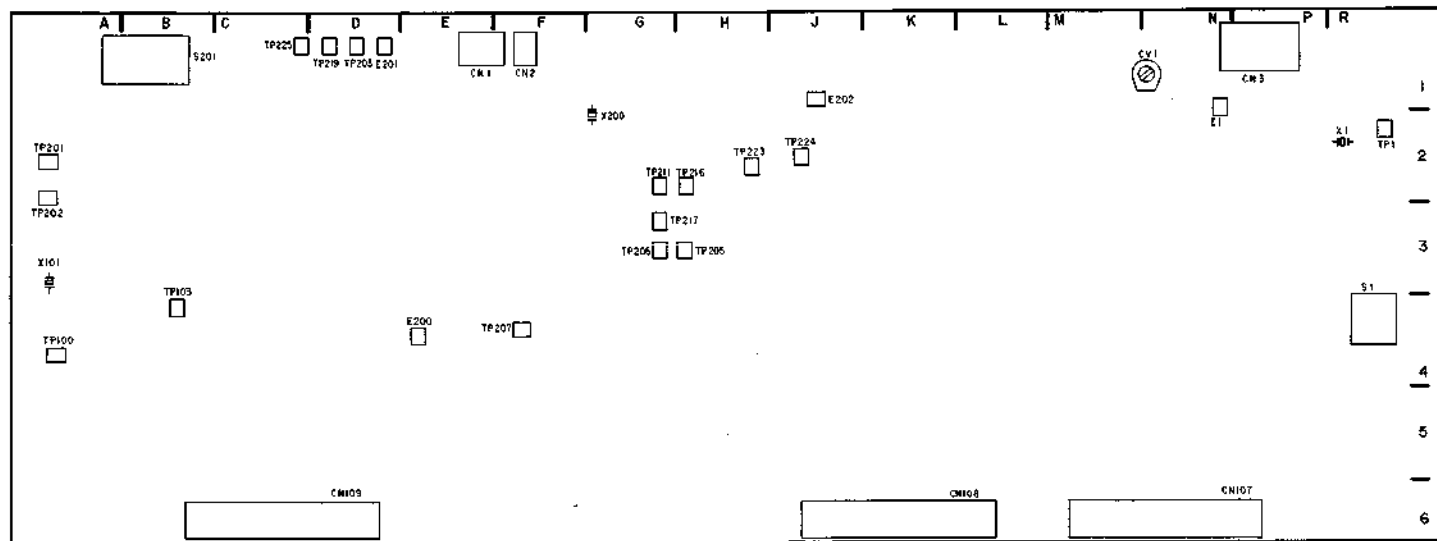 A B C D E F G H J K L M N P R
S201
TP225
TP219 TP203 E201
CN1
CN2
CV1
CN3
1
E202
X200
E1
X1
TP1
TP201
TP223
TP224
2
TP211 TP216
TP202
TP217
TP206
TP205
3
X101
TP103
S1
E200
TP207
TP100
4
5
CN109
CN108
CN107
6